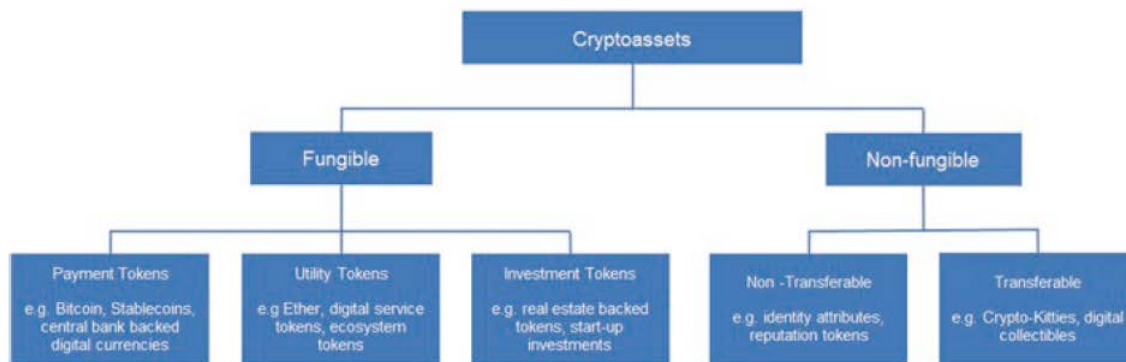 Cryptoassets
Fungible
Non-fungible
Payment Tokens
e.g. Bitcoin, Stablecoins,
central bank backed
digital currencies
Utility Tokens
e.g Ether, digital service
tokens, ecosystem
tokens
Investment Tokens
e.g. real estate backed
tokens, start-up
investments
Non -Transferable
e.g. identity attributes,
reputation tokens
Transferable
e.g. Crypto-Kitties, digital
collectibles